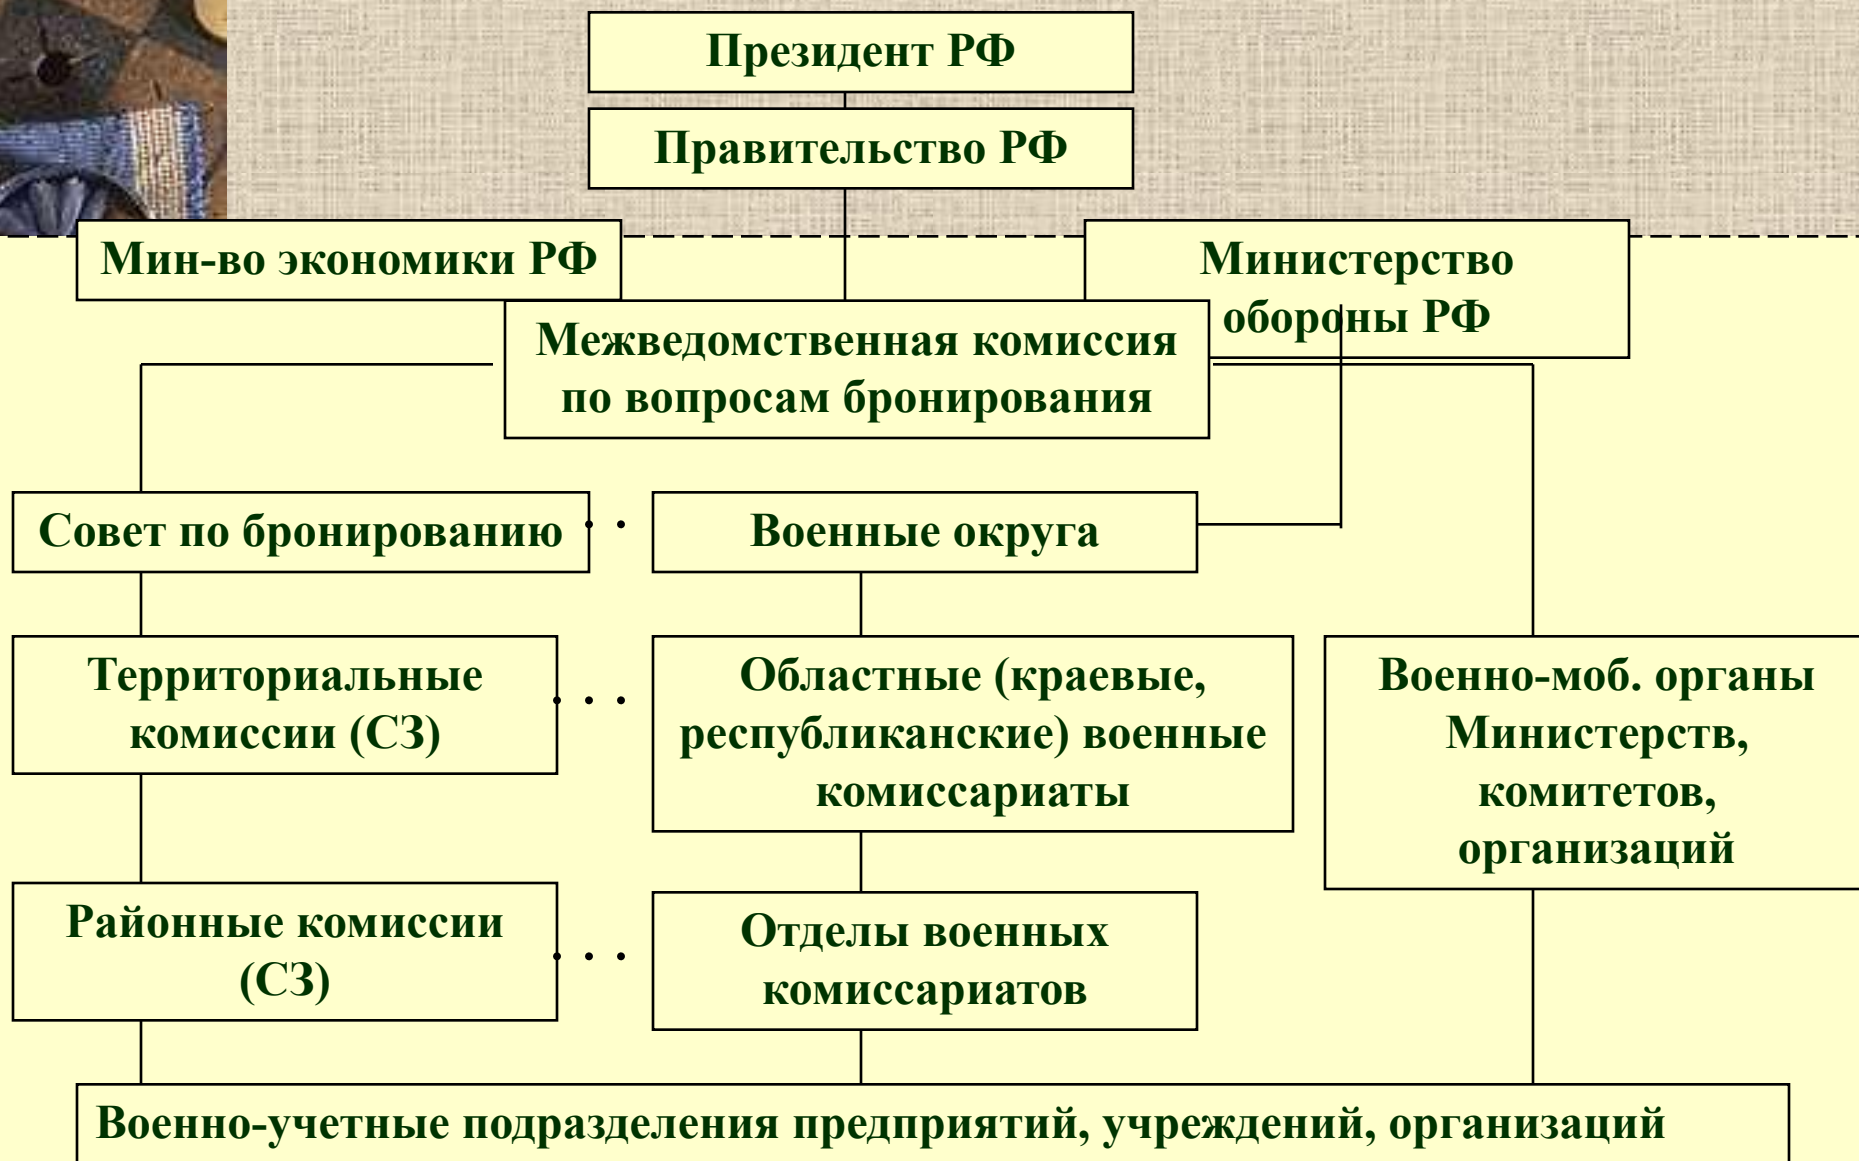 Президент РФ
Правительство РФ
Мин-во экономики РФ
Министерство
обороны РФ
Межведомственная комиссия
по вопросам бронирования
Совет по бронированию
Военные округа
Территориальные
комиссии (СЗ)
Областные (краевые,
республиканские) военные
комиссариаты
Военно-моб. органы
Министерств,
комитетов,
организаций
Районные комиссии
(СЗ)
Отделы военных
комиссариатов
Военно-учетные подразделения предприятий, учреждений, организаций